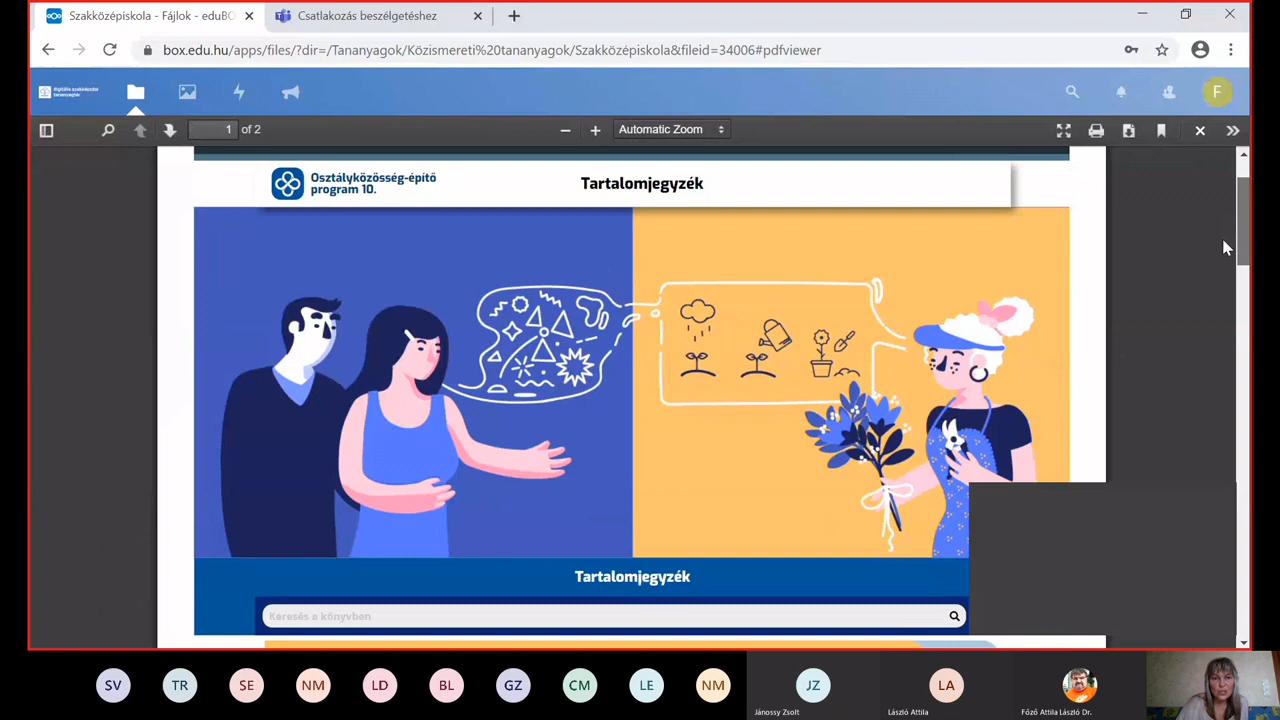 Szakközépiskola - Fájlok - eduBO
Csatlakozás beszélgetéshez
box.edu.hu/apps/files/?dir=/Tananyagok/Közismereti%20tananyagok/Szakközépiskola&fileid=34006#pdfviewer
F
1 of 2
Automatic Zoom
Osztályközösség-építő
program 10.
Tartalomjegyzék
Tartalomjegyzék
Keresés a könyvben
SV TR SE NM LD BL GZ CM LE NM JZ LA
Jánossy Zsolt László Attila Főző Attila László Dr.